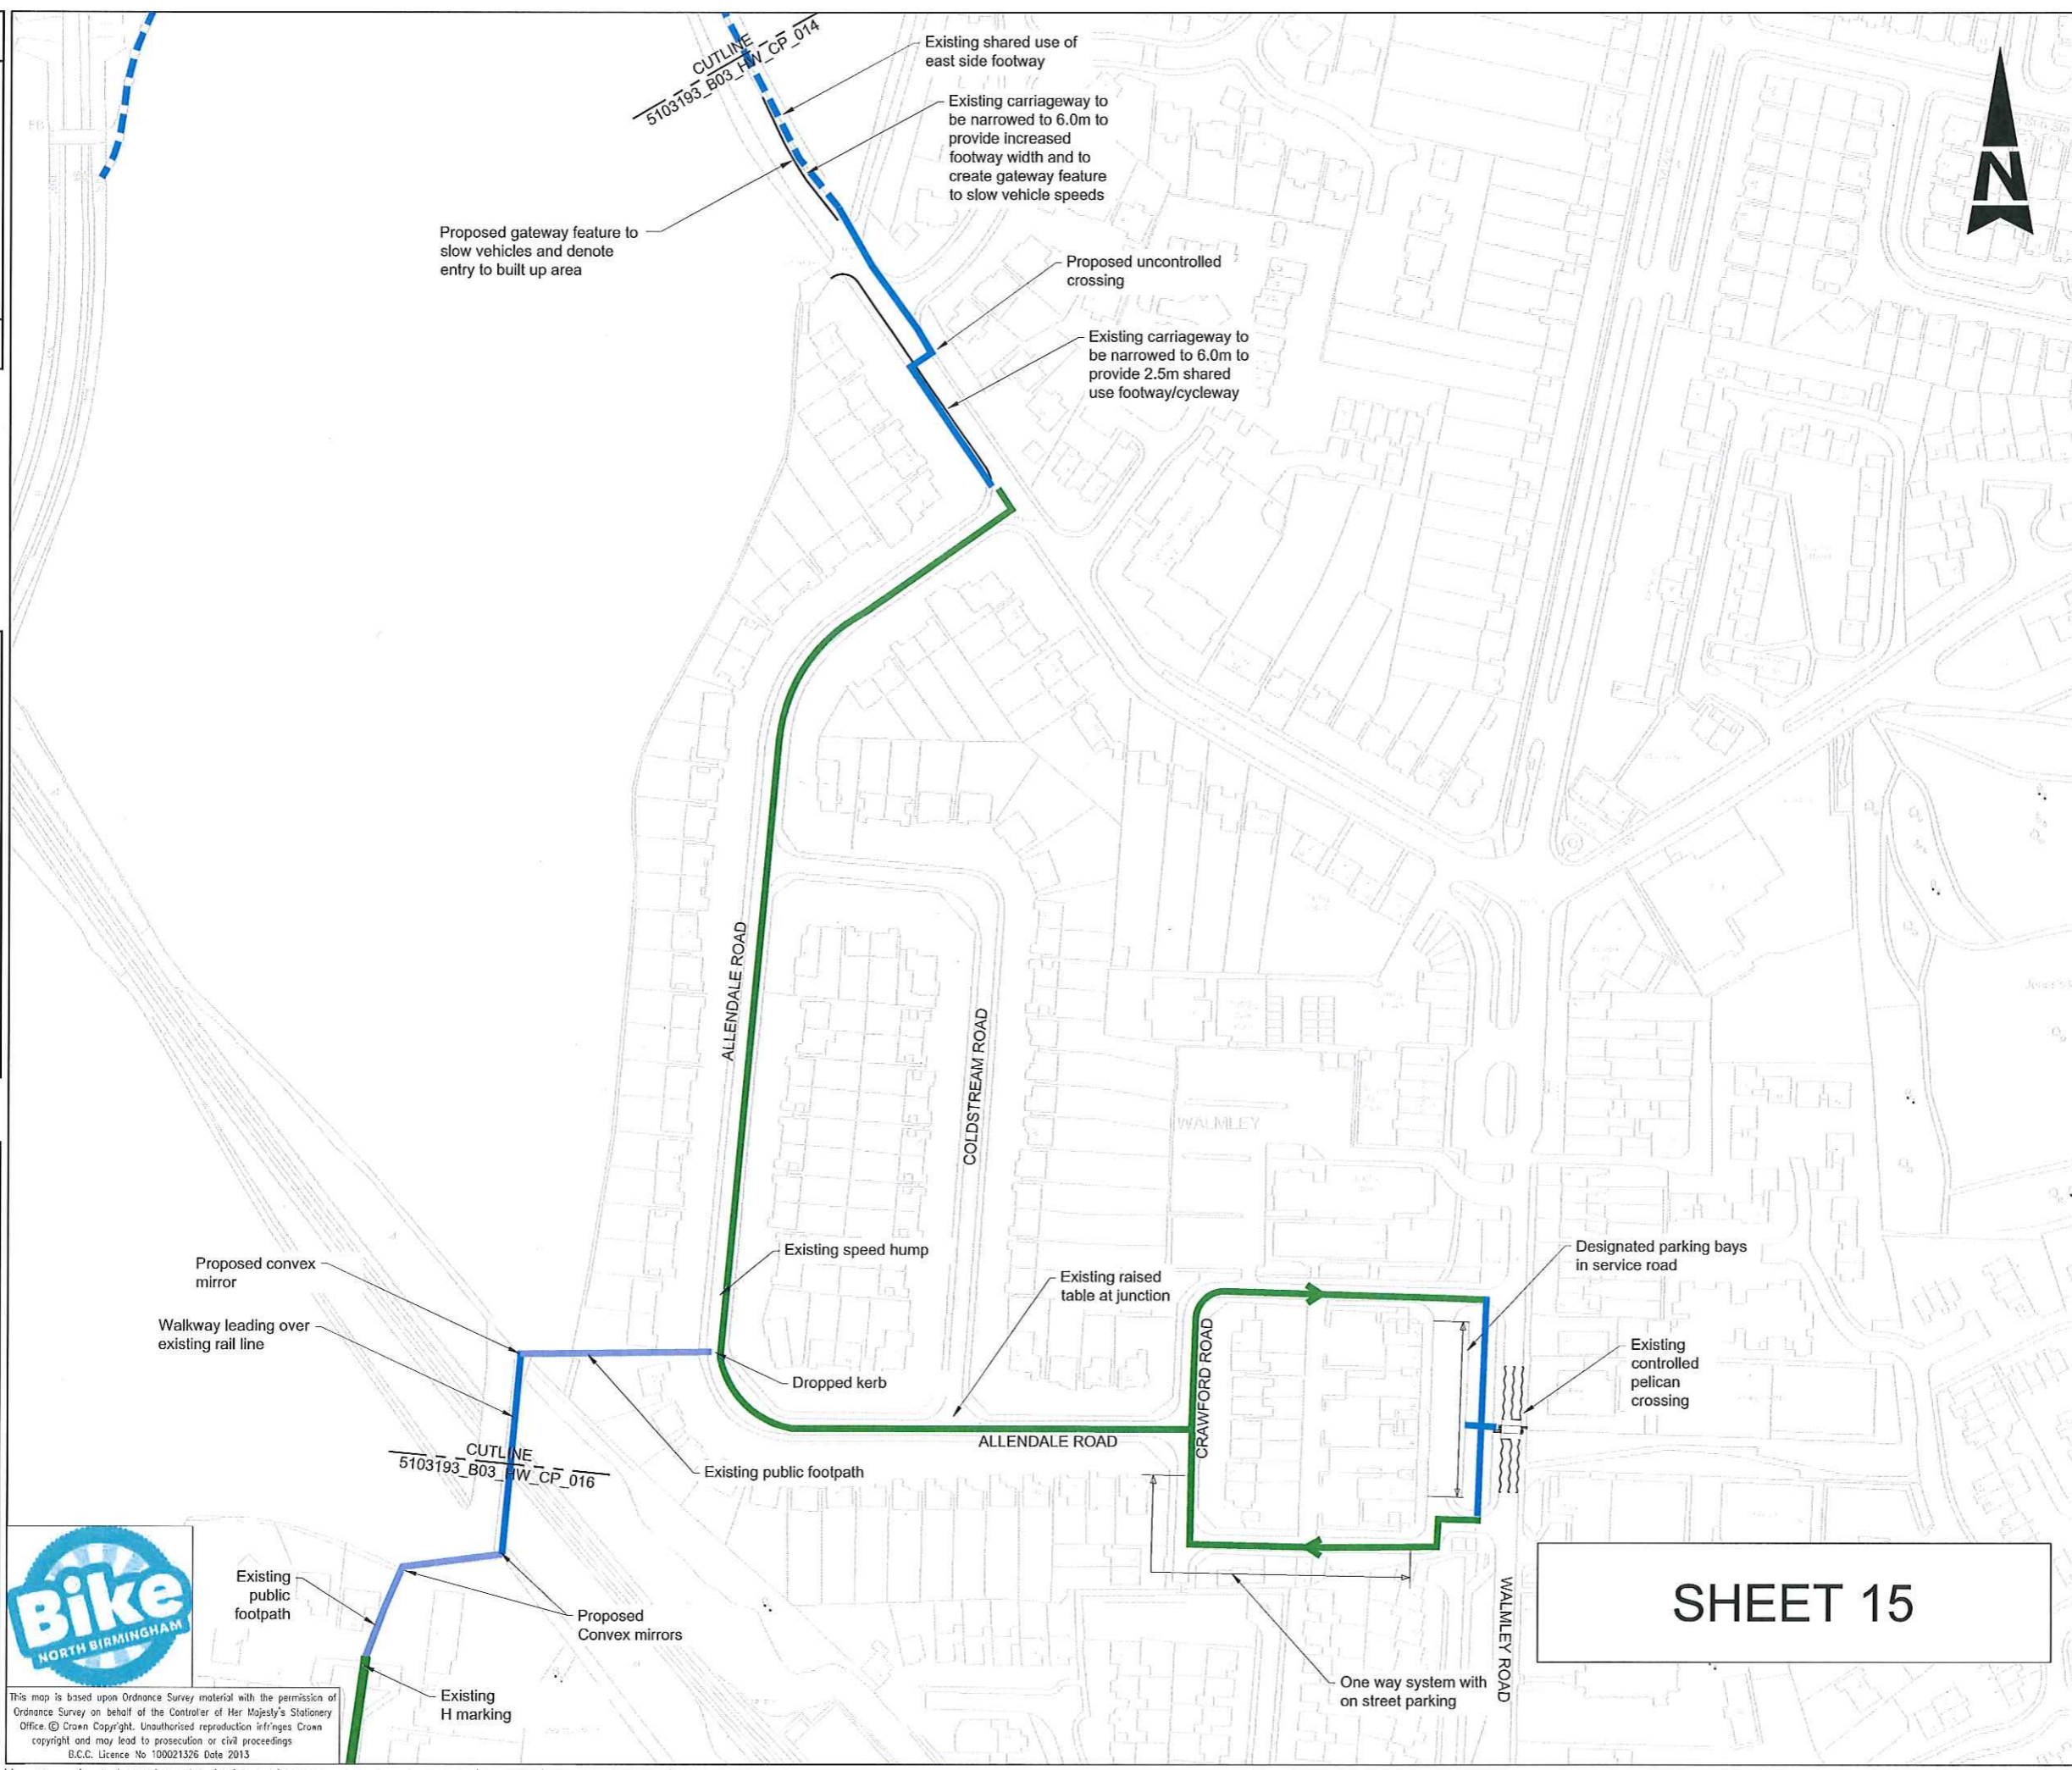 CUTLINE
5103193_B03_HW_CP_014
Existing shared use of
east side footway
Existing carriageway to
be narrowed to 6.0m to
provide increased
footway width and to
create gateway feature
to slow vehicle speeds
N
FB
Proposed gateway feature to
slow vehicles and denote
entry to built up area
Proposed uncontrolled
crossing
Existing carriageway to
be narrowed to 6.0m to
provide 2.5m shared
use footway/cycleway
ALLENDALE ROAD
COLDSTREAM ROAD
WALMLEY
Existing speed hump
Proposed convex
mirror
Walkway leading over
existing rail line
Existing raised
table at junction
Designated parking bays
in service road
CRAWFORD ROAD
Existing
controlled
pelican
crossing
Dropped kerb
ALLENDALE ROAD
CUTLINE
5103193_B03_HW_CP_016
Existing public footpath
Existing
public
footpath
Proposed
Convex mirrors
Existing
H marking
One way system with
on street parking
WALMLEY ROAD
SHEET 15
Bike
NORTH BIRMINGHAM
This map is based upon Ordnance Survey material with the permission of
Ordnance Survey on behalf of the Controller of Her Majesty's Stationery
Office. © Crown Copyright. Unauthorised reproduction infringes Crown
copyright and may lead to prosecution or civil proceedings
B.C.C. Licence No 100021326 Date 2013